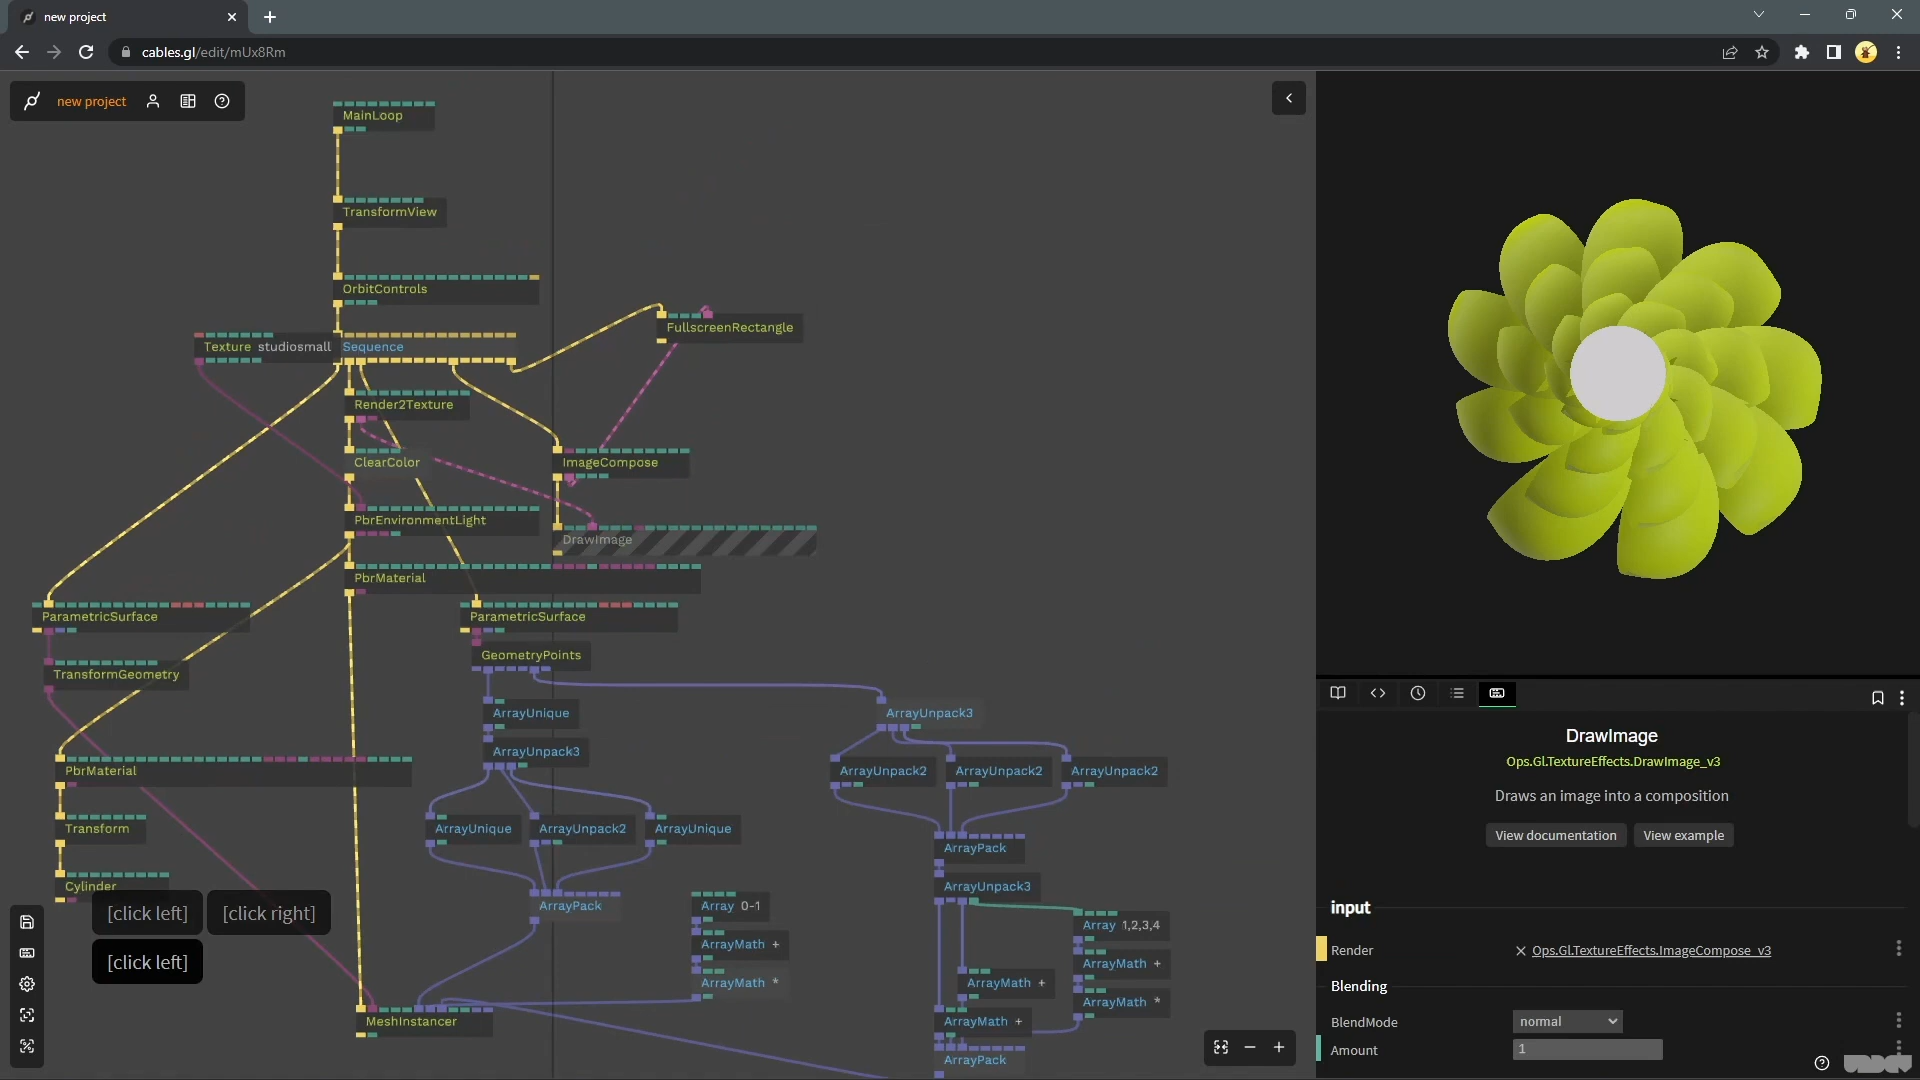 new project
cables.gl/edit/mUx8Rm
new project
MainLoop
TransformView
OrbitControls
FullscreenRectangle
Texture studiosmall
Sequence
Render2Texture
ClearColor
ImageCompose
PbrEnvironmentLight
DrawImage
PbrMaterial
ParametricSurface
ParametricSurface
GeometryPoints
TransformGeometry
ArrayUnique
ArrayUnpack3
ArrayUnpack3
PbrMaterial
ArrayUnpack2
ArrayUnpack2
ArrayUnpack2
Transform
ArrayUnique
ArrayUnpack2
ArrayUnique
ArrayPack
Cylinder
ArrayUnpack3
[click left]
[click right]
[click left]
ArrayPack
Array 0-1
Array 1,2,3,4
ArrayMath +
ArrayMath +
ArrayMath *
ArrayMath +
ArrayMath *
MeshInstancer
ArrayMath +
ArrayPack
DrawImage
Ops.Gl.TextureEffects.DrawImage_v3
Draws an image into a composition
View documentation
View example
input
Render
Ops.Gl.TextureEffects.ImageCompose_v3
Blending
BlendMode
normal
Amount
1